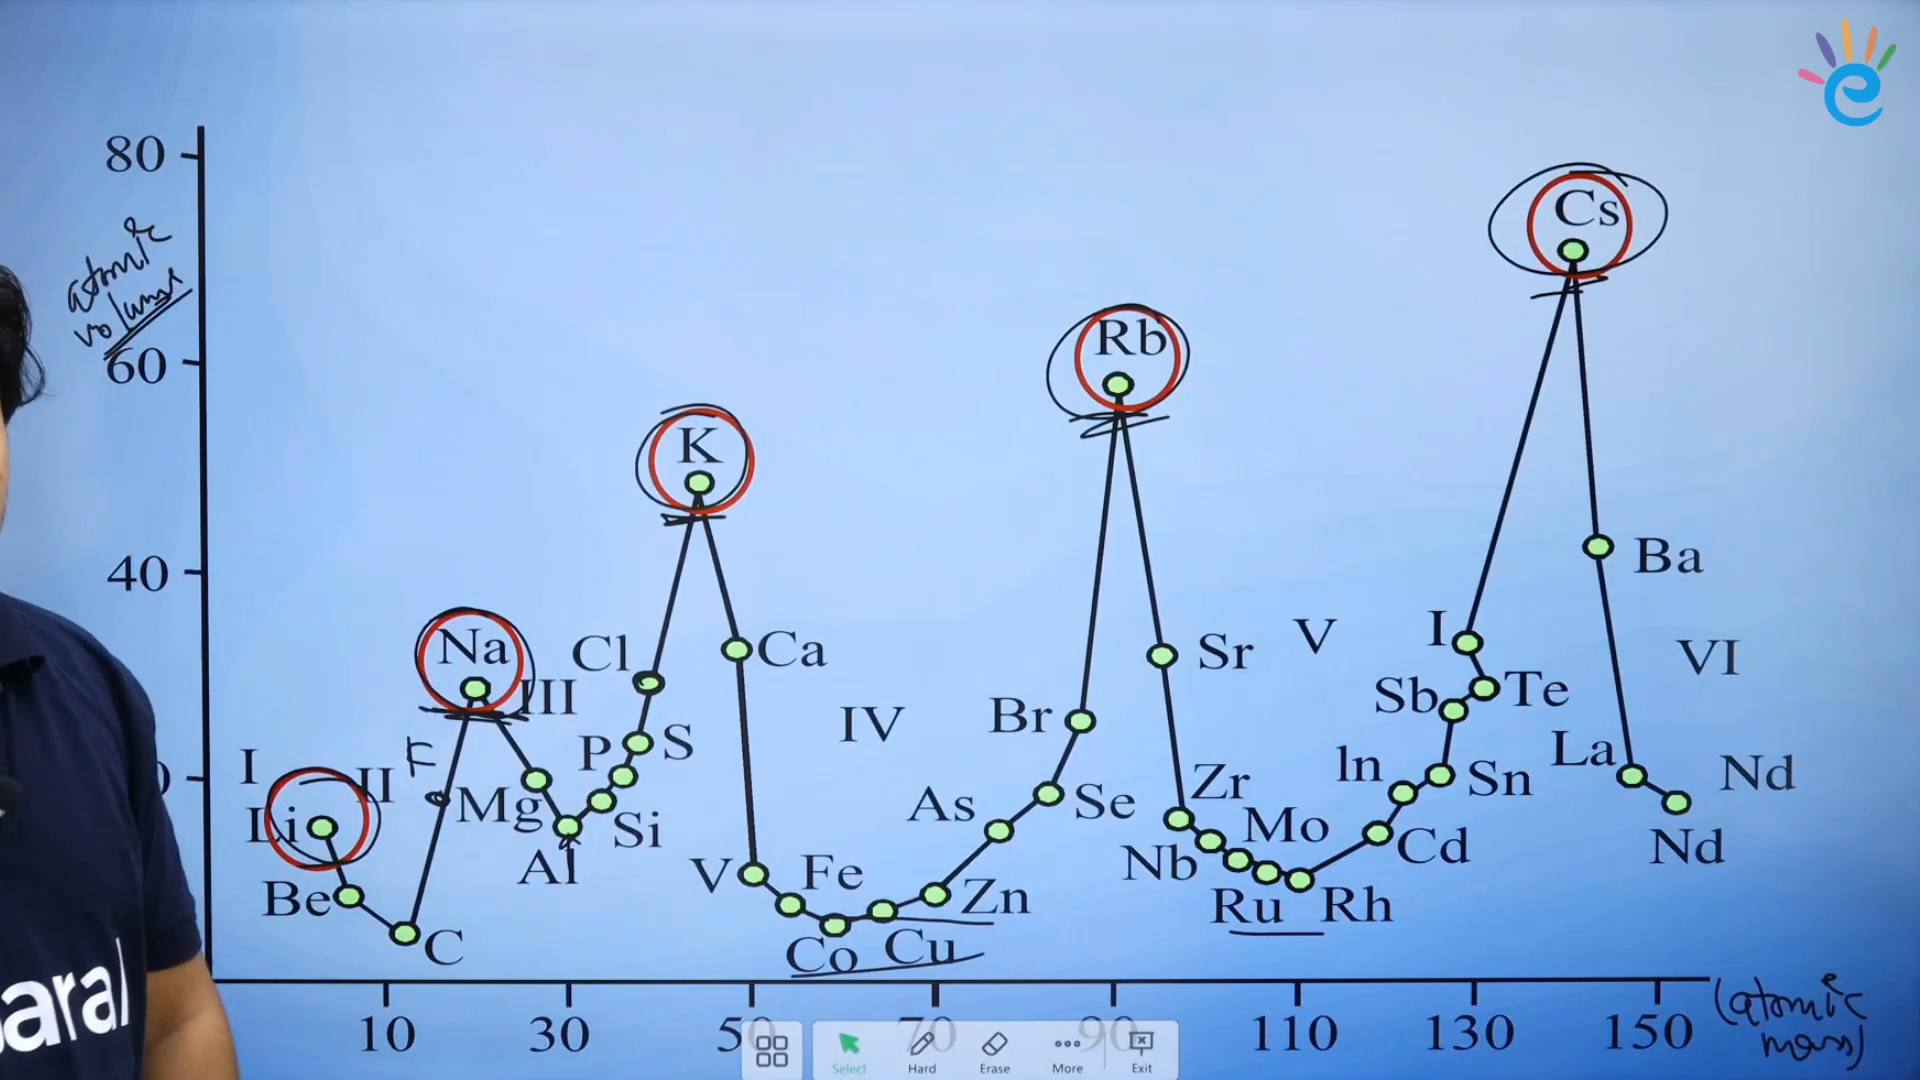 80
atomic
volume
60
40
10
30
50
70
90
110
130
150
(atomic
mass)
I
Li
Be
II
C
F
Na
III
Mg
Al
Si
P
S
Cl
K
Ca
IV
V
Fe
Co
Cu
Zn
As
Se
Br
Rb
Sr
V
Zr
Nb
Mo
Ru
Rh
Cd
ln
Sn
Sb
Te
I
Cs
Ba
VI
La
Nd
Nd
Select
Hard
Erase
More
Exit
e